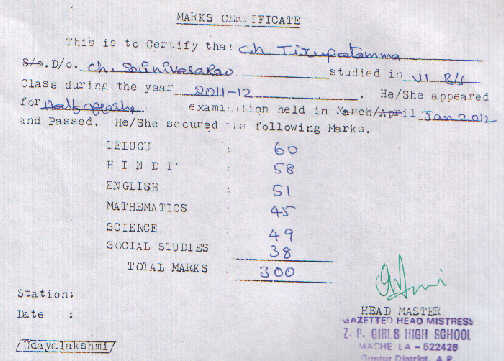 MARKS CERTIFICATE
This is to Certify that Ch Tirupatamma
S/o.D/o. Ch. Srinivasarao studied in VI
Class during the year 2011-12 . He/She appeared
for Half yearly examination held in March/April Jan 2012
and Passed. He/She secured the following Marks.
TELUGU : 60
HINDI : 58
ENGLISH : 51
MATHEMATICS 45
SCIENCE : 49
SOCIAL STUDIES 38
TOTAL MARKS : 300
Station:
Date :
HEAD MASTER
GAZETTED HEAD MISTRESS
Z. P. GIRLS HIGH SCHOOL
MACHERLA - 522426
Guntur District. A.P.
/Udayalakshmi/